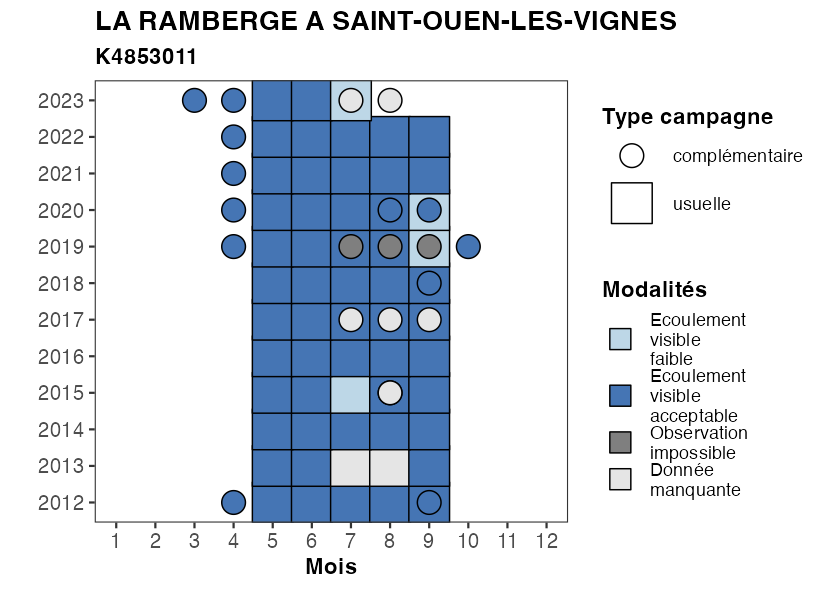 LA RAMBERGE A SAINT-OUEN-LES-VIGNES
K4853011
2023
2022
2021
2020
2019
2018
2017
2016
2015
2014
2013
2012
1 2 3 4 5 6 7 8 9 10 11 12
Mois
Type campagne
complémentaire
usuelle
Modalités
Ecoulement
visible
faible
Ecoulement
visible
acceptable
Observation
impossible
Donnée
manquante